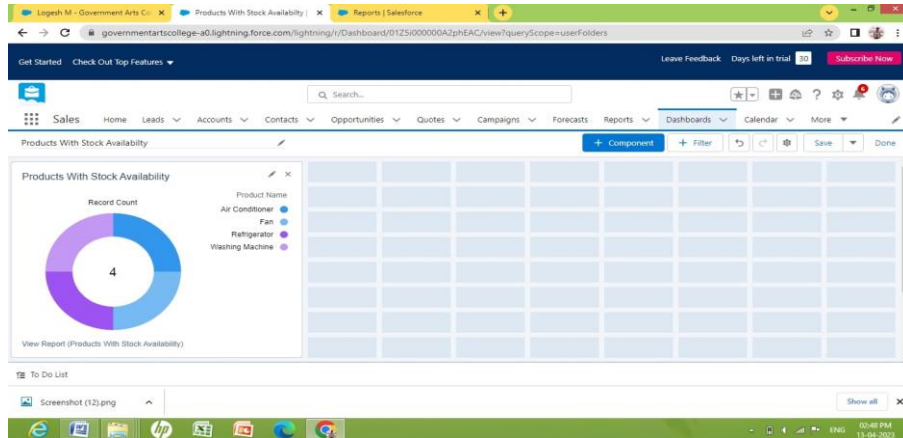 Logesh M - Government Arts Co
Products With Stock Availabilty |
Reports | Salesforce
governmentartscollege-a0.lightning.force.com/lightning/r/Dashboard/01Z5i000000A2phEAC/view?queryScope=userFolders
Get Started Check Out Top Features
Leave Feedback Days left in trial 30 Subscribe Now
Search...
Sales Home Leads Accounts Contacts Opportunities Quotes Campaigns Forecasts Reports Dashboards Calendar More
Products With Stock Availabilty
+ Component + Filter Save Done
Products With Stock Availability
Record Count
Product Name
Air Conditioner
Fan
Refrigerator
Washing Machine
4
View Report (Products With Stock Availability)
To Do List
Screenshot (12).png
Show all
ENG 02:48 PM
13-04-2023